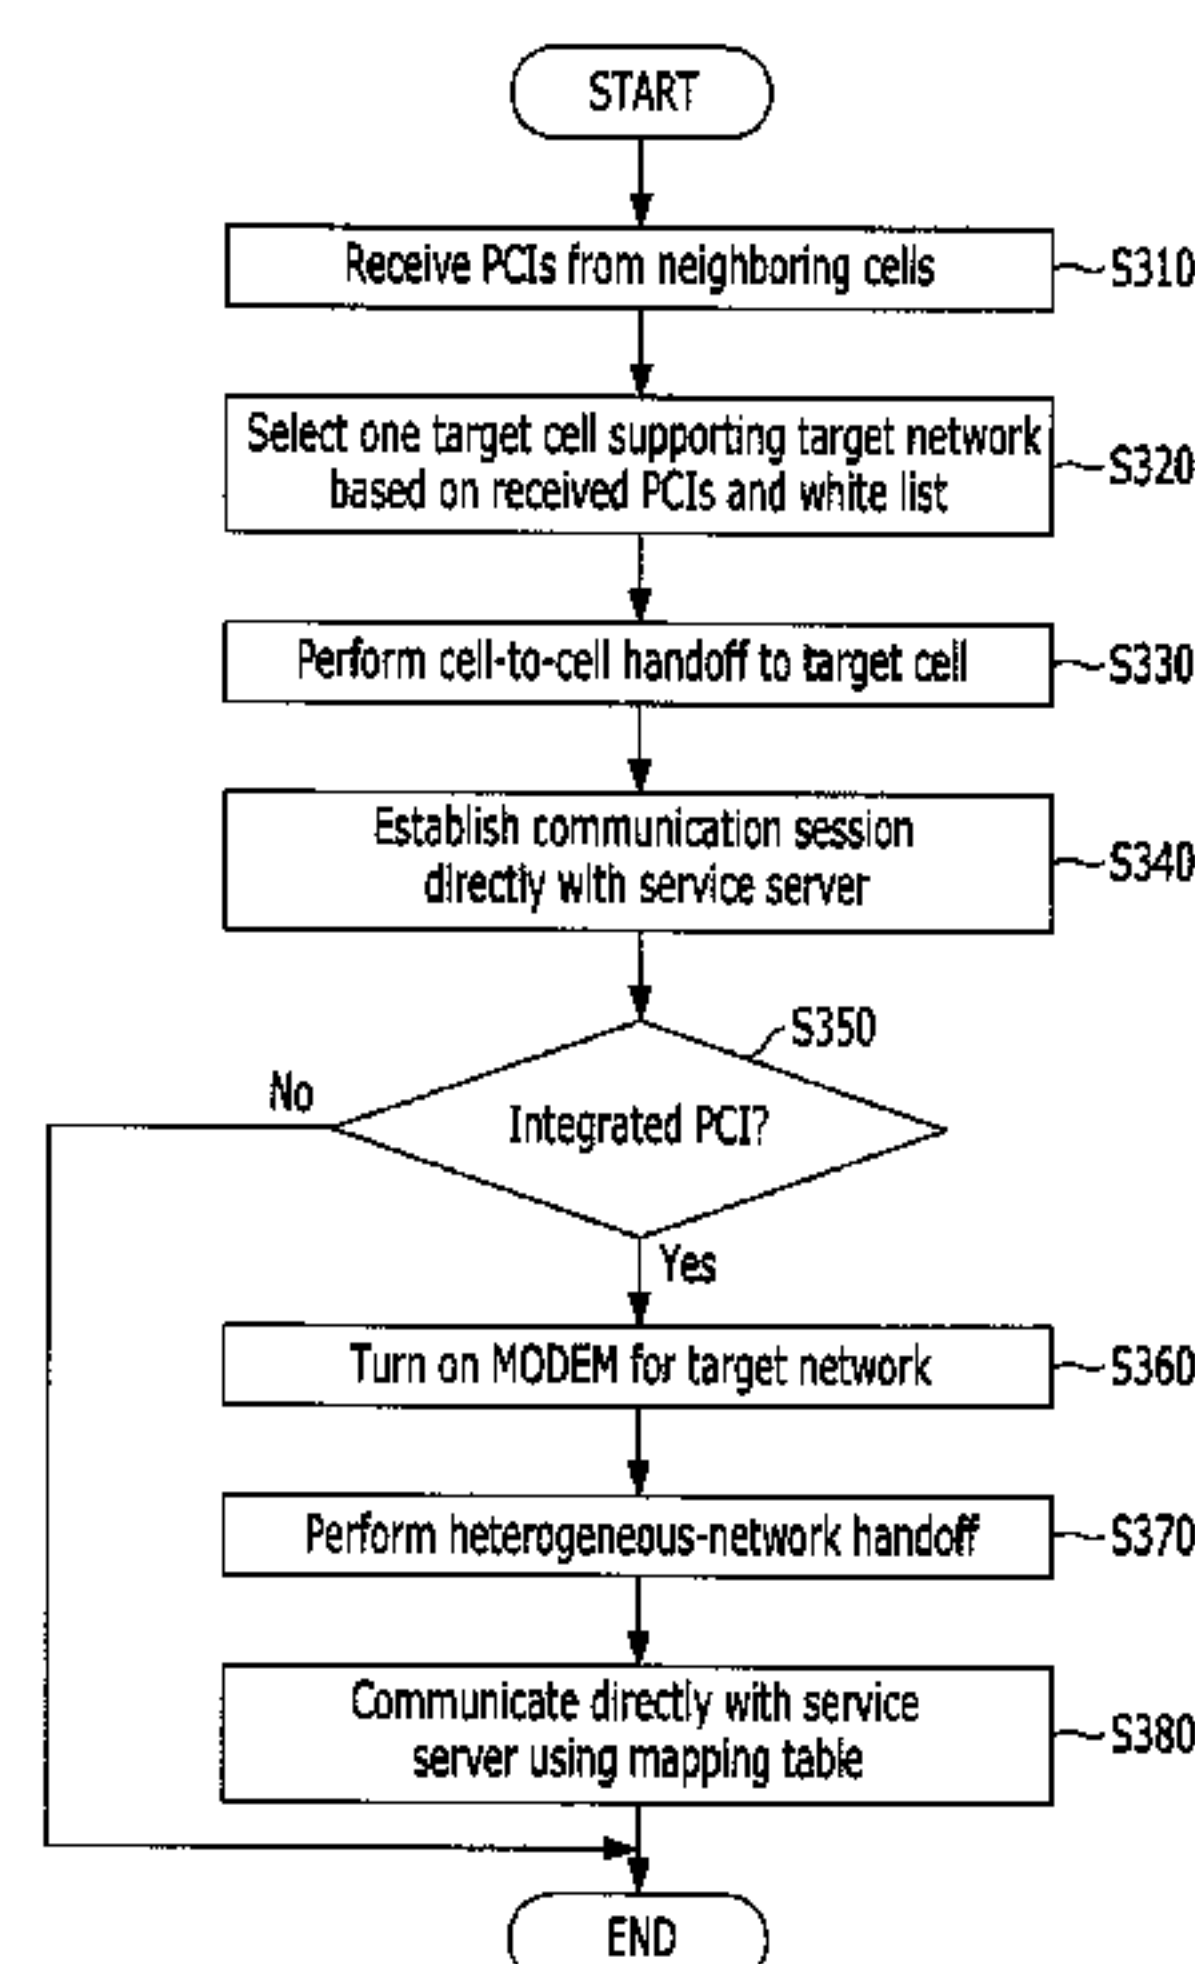 START
Receive PCIs from neighboring cells
S310
Select one target cell supporting target network
based on received PCIs and white list
S320
Perform cell-to-cell handoff to target cell
S330
Establish communication session
directly with service server
S340
S350
No
Integrated PCI?
Yes
Turn on MODEM for target network
S360
Perform heterogeneous-network handoff
S370
Communicate directly with service
server using mapping table
S380
END